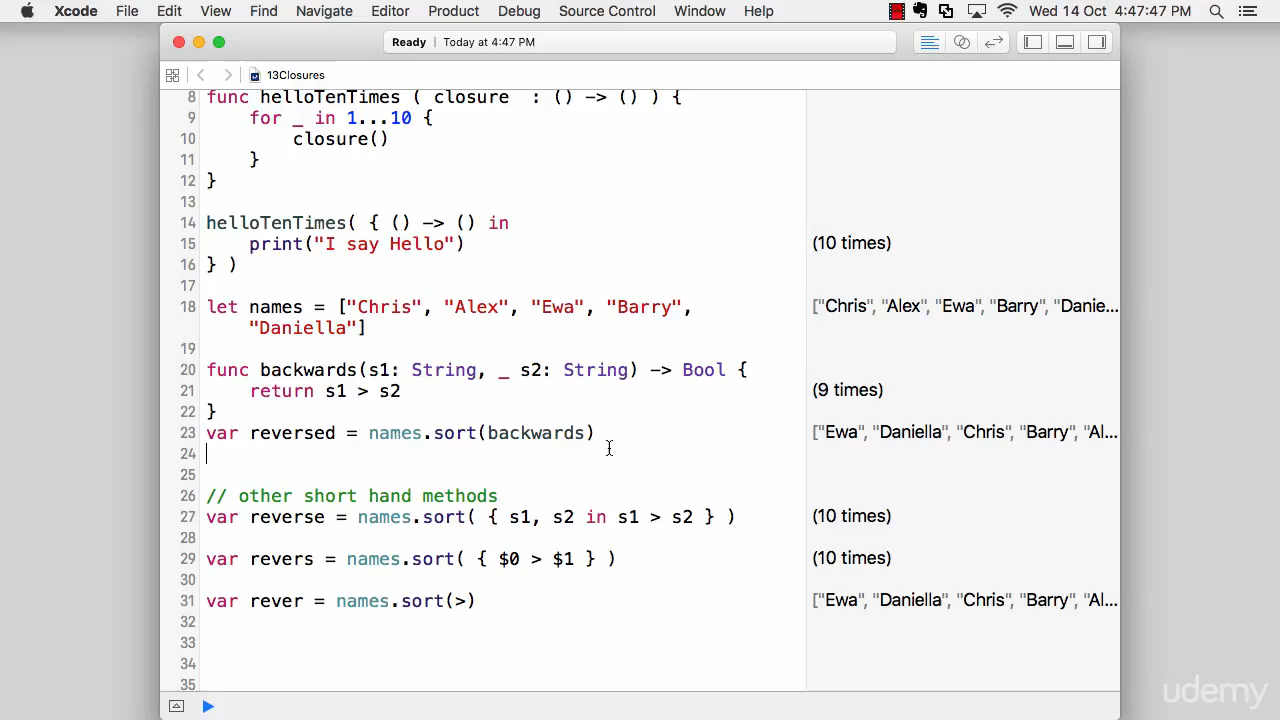 Xcode File Edit View Find Navigate Editor Product Debug Source Control Window Help Wed 14 Oct 4:47:47 PM
Ready | Today at 4:47 PM
13Closures
8 func helloTenTimes ( closure : () -> () ) {
9 for _ in 1...10 {
10 closure()
11 }
12 }
13
14 helloTenTimes( { () -> () in
15 print("I say Hello") (10 times)
16 } )
17
18 let names = ["Chris", "Alex", "Ewa", "Barry", ["Chris", "Alex", "Ewa", "Barry", "Danie...
"Daniella"]
19
20 func backwards(s1: String, _ s2: String) -> Bool {
21 return s1 > s2 (9 times)
22 }
23 var reversed = names.sort(backwards) ["Ewa", "Daniella", "Chris", "Barry", "Al...
24
25
26 // other short hand methods
27 var reverse = names.sort( { s1, s2 in s1 > s2 } ) (10 times)
28
29 var revers = names.sort( { $0 > $1 } ) (10 times)
30
31 var rever = names.sort(>) ["Ewa", "Daniella", "Chris", "Barry", "Al...
32
33
34
35
udemy